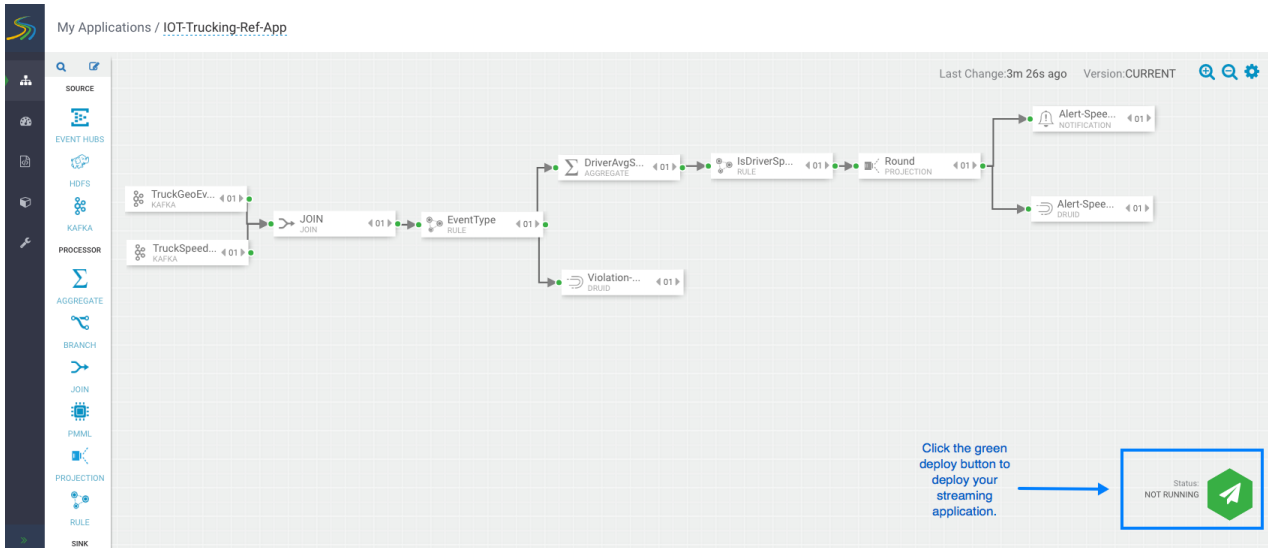 My Applications / IOT-Trucking-Ref-App
Last Change:3m 26s ago Version:CURRENT
SOURCE
EVENT HUBS
HDFS
KAFKA
PROCESSOR
AGGREGATE
BRANCH
JOIN
PMML
PROJECTION
RULE
SINK
TruckGeoEv... 01
KAFKA
TruckSpeed... 01
KAFKA
JOIN 01
JOIN
EventType 01
RULE
DriverAvgS... 01
AGGREGATE
IsDriverSp... 01
RULE
Round 01
PROJECTION
Alert-Spee... 01
NOTIFICATION
Alert-Spee... 01
DRUID
Violation-... 01
DRUID
Click the green
deploy button to
deploy your
streaming
application.
Status:
NOT RUNNING